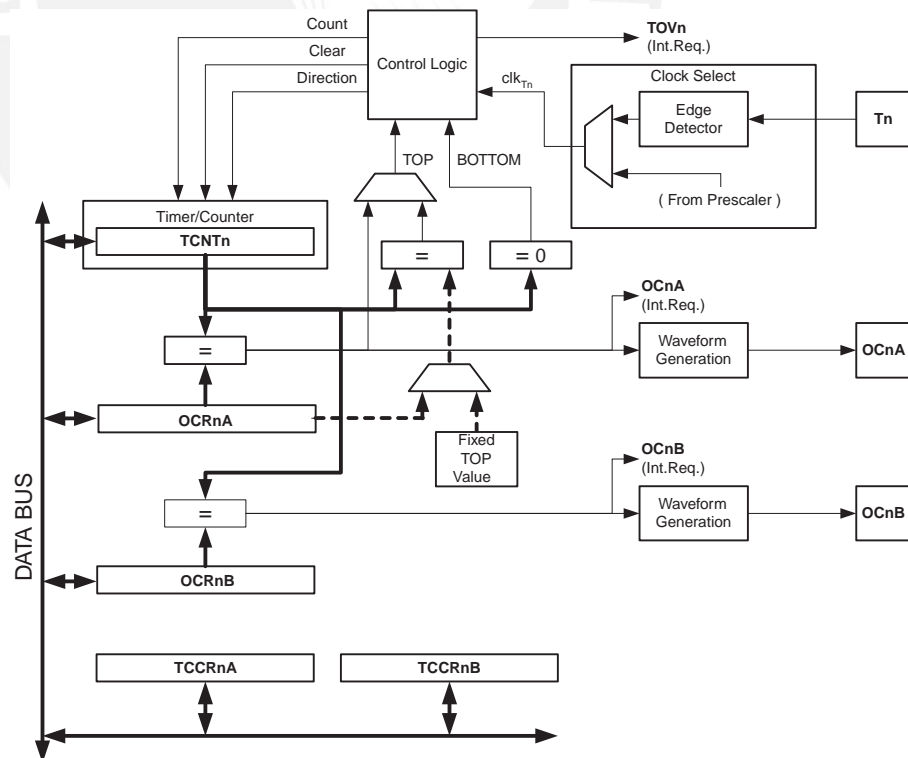 Count
Clear
Direction
Control Logic
TOVn
(Int.Req.)
clkTn
Clock Select
Edge
Detector
Tn
( From Prescaler )
TOP
BOTTOM
Timer/Counter
TCNTn
=
= 0
OCnA
(Int.Req.)
=
Waveform
Generation
OCnA
OCRnA
Fixed
TOP
Value
OCnB
(Int.Req.)
=
Waveform
Generation
OCnB
OCRnB
DATA BUS
TCCRnA
TCCRnB